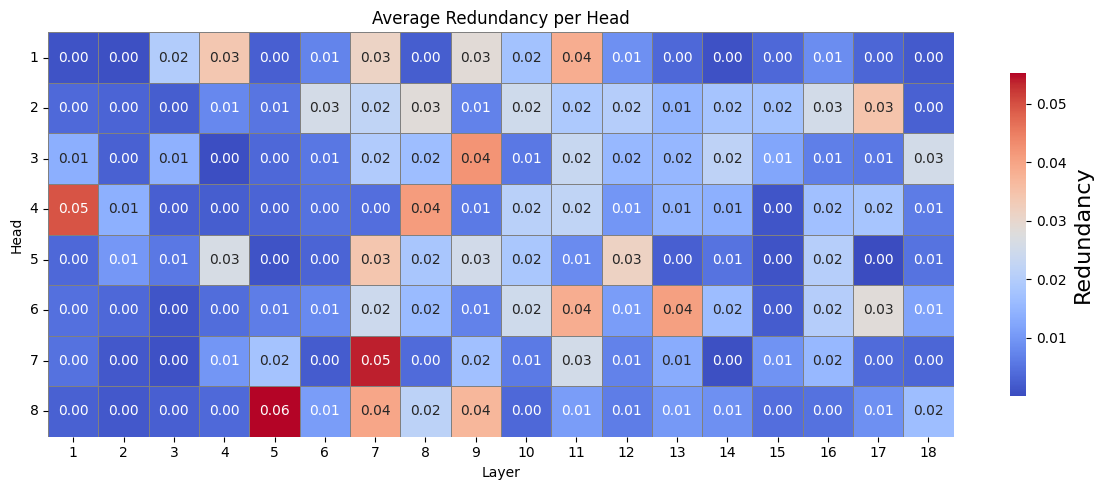 Average Redundancy per Head
1 0.00 0.00 0.02 0.03 0.00 0.01 0.03 0.00 0.03 0.02 0.04 0.01 0.00 0.00 0.00 0.01 0.00 0.00
2 0.00 0.00 0.00 0.01 0.01 0.03 0.02 0.03 0.01 0.02 0.02 0.02 0.01 0.02 0.02 0.03 0.03 0.00
3 0.01 0.00 0.01 0.00 0.00 0.01 0.02 0.02 0.04 0.01 0.02 0.02 0.02 0.02 0.01 0.01 0.01 0.03
4 0.05 0.01 0.00 0.00 0.00 0.00 0.00 0.04 0.01 0.02 0.02 0.01 0.01 0.01 0.00 0.02 0.02 0.01
5 0.00 0.01 0.01 0.03 0.00 0.00 0.03 0.02 0.03 0.02 0.01 0.03 0.00 0.01 0.00 0.02 0.00 0.01
6 0.00 0.00 0.00 0.00 0.01 0.01 0.02 0.02 0.01 0.02 0.04 0.01 0.04 0.02 0.00 0.02 0.03 0.01
7 0.00 0.00 0.00 0.01 0.02 0.00 0.05 0.00 0.02 0.01 0.03 0.01 0.01 0.00 0.01 0.02 0.00 0.00
8 0.00 0.00 0.00 0.00 0.06 0.01 0.04 0.02 0.04 0.00 0.01 0.01 0.01 0.01 0.00 0.00 0.01 0.02
1 2 3 4 5 6 7 8 9 10 11 12 13 14 15 16 17 18
Layer
Head
0.05
0.04
0.03
0.02
0.01
Redundancy